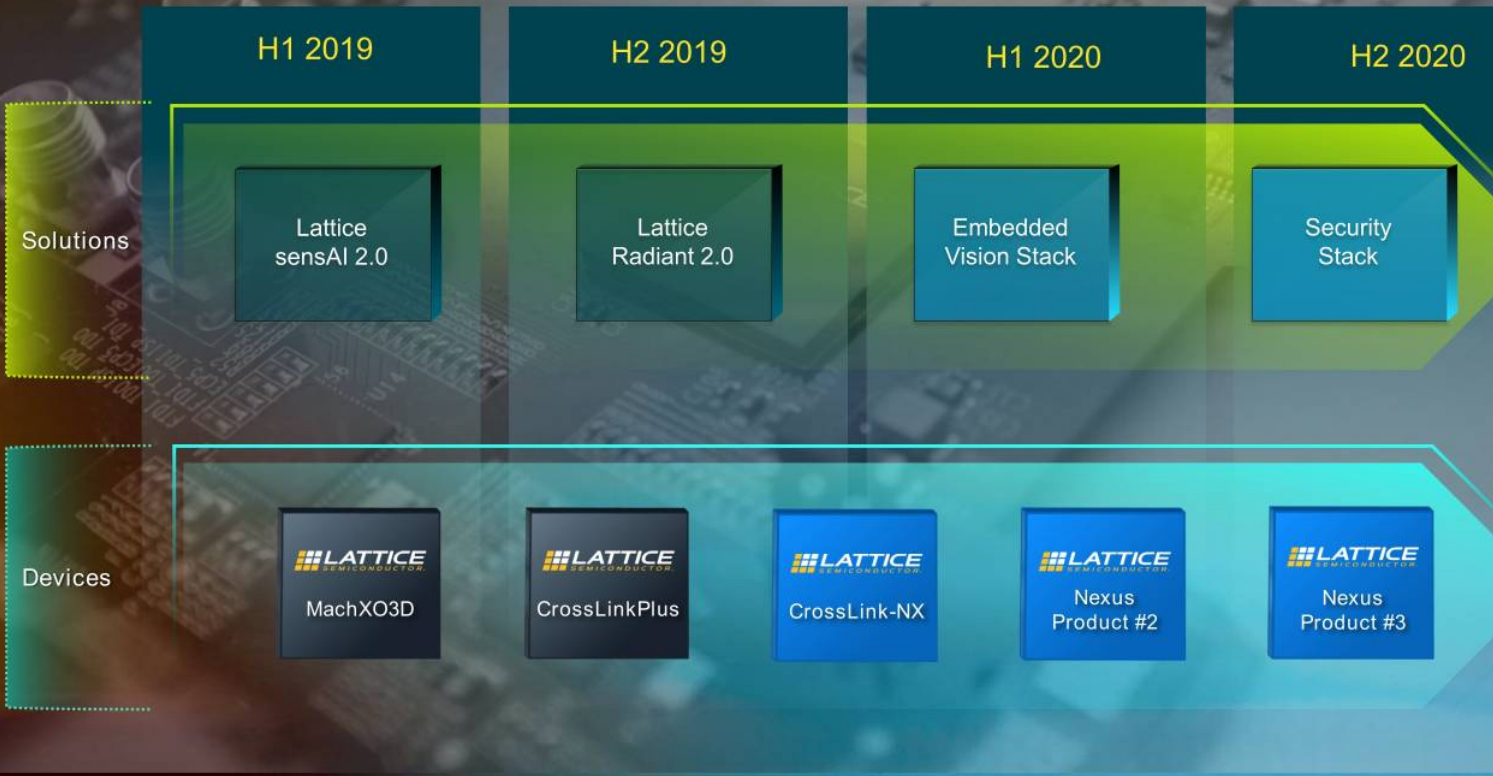 H1 2019
H2 2019
H1 2020
H2 2020
Solutions
Lattice
sensAI 2.0
Lattice
Radiant 2.0
Embedded
Vision Stack
Security
Stack
Devices
LATTICE
SEMICONDUCTOR.
MachXO3D
LATTICE
SEMICONDUCTOR.
CrossLinkPlus
LATTICE
SEMICONDUCTOR.
CrossLink-NX
LATTICE
SEMICONDUCTOR.
Nexus
Product #2
LATTICE
SEMICONDUCTOR.
Nexus
Product #3